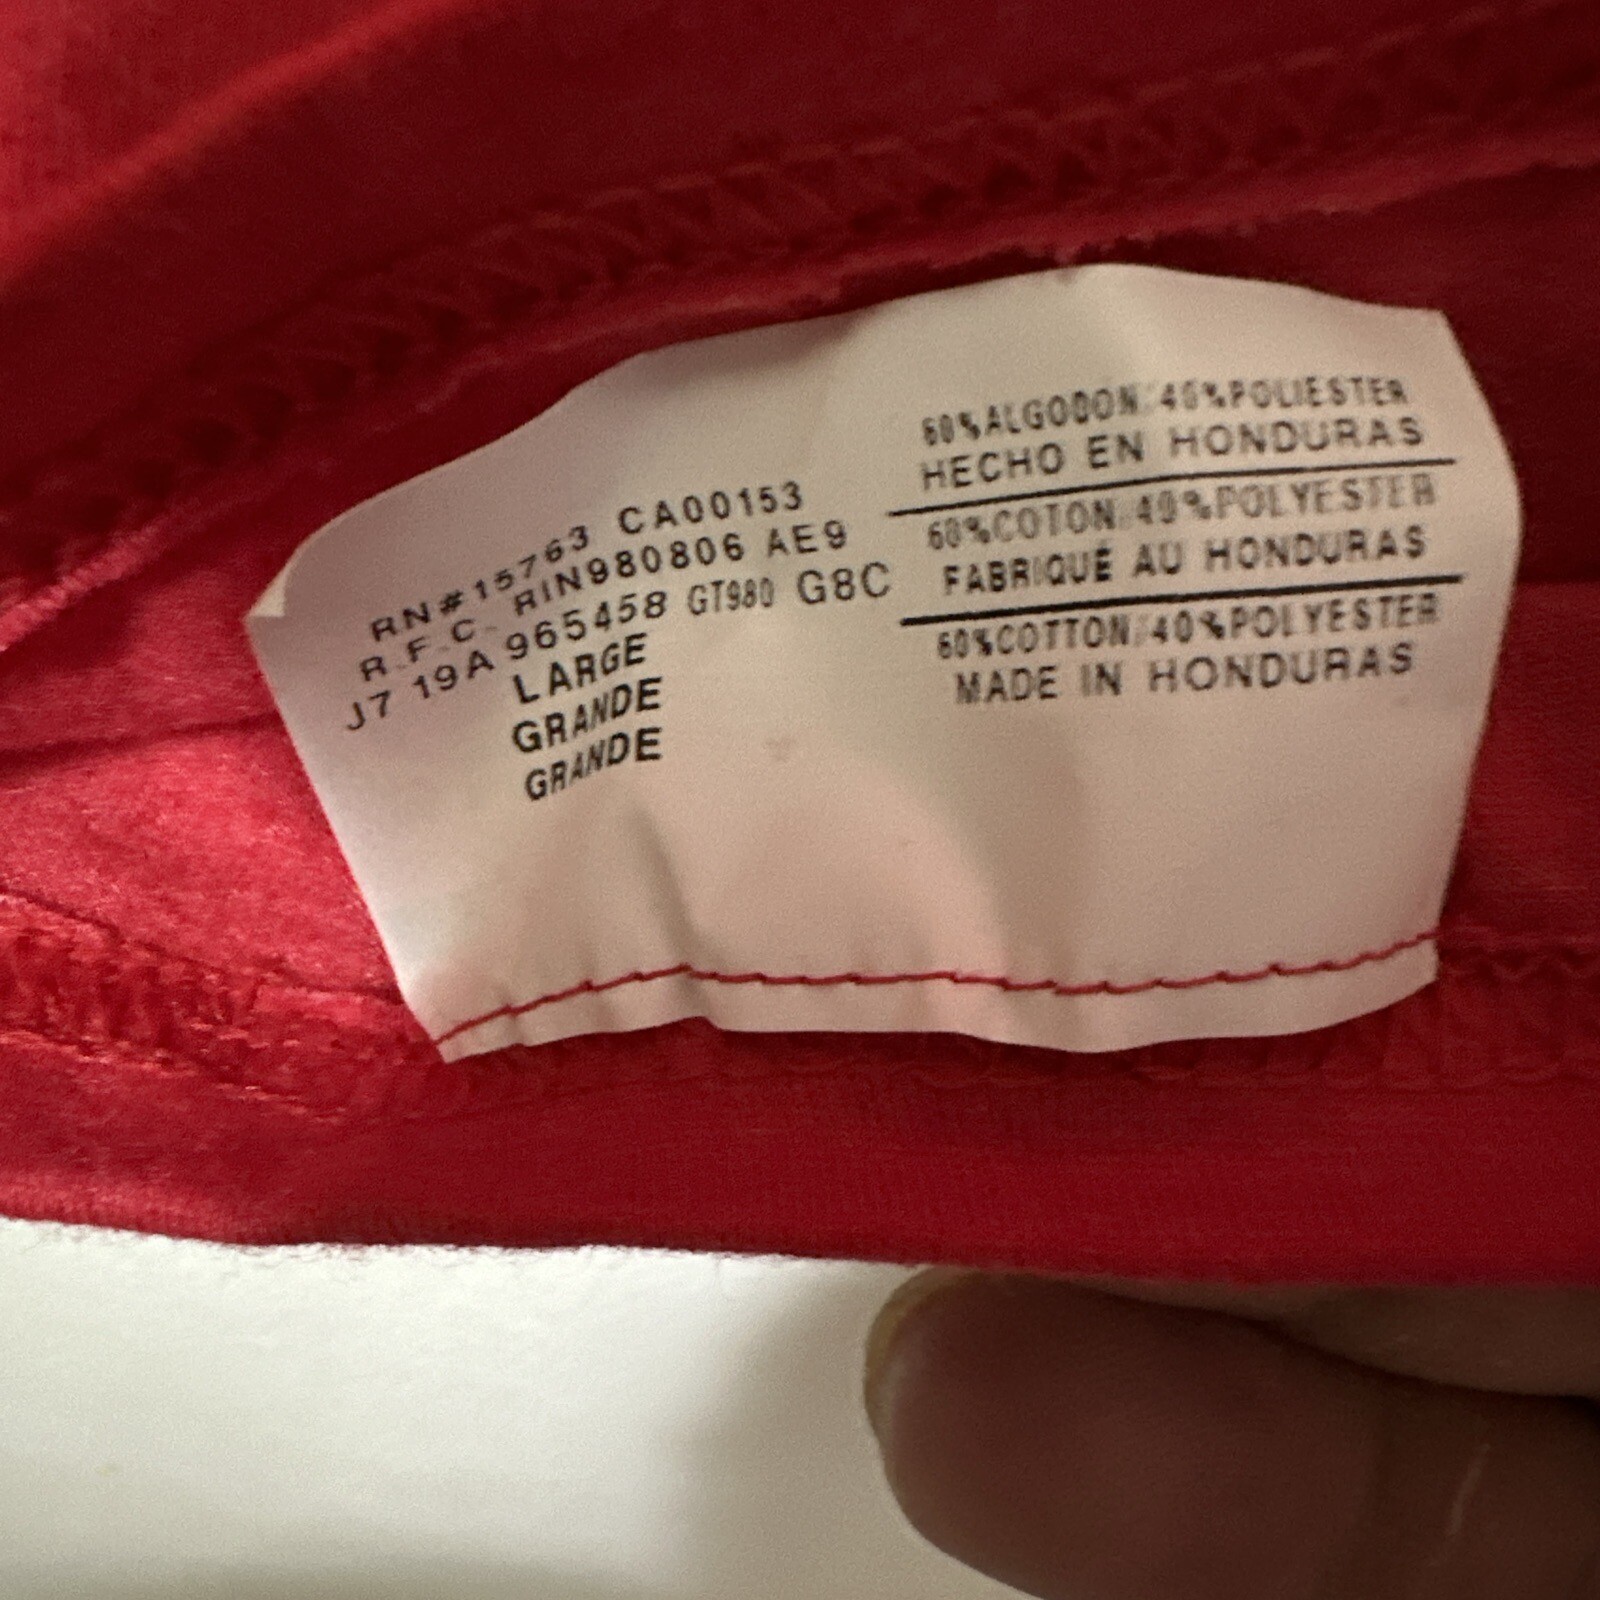 RN#15763 CA00153
R.F.C. RIN980806 AE9
J7 19A 965458 GT980 G8C
LARGE
GRANDE
GRANDE
60%ALGODON/40%POLIESTER
HECHO EN HONDURAS
60%COTON/40%POLYESTER
FABRIQUÉ AU HONDURAS
60%COTTON/40%POLYESTER
MADE IN HONDURAS